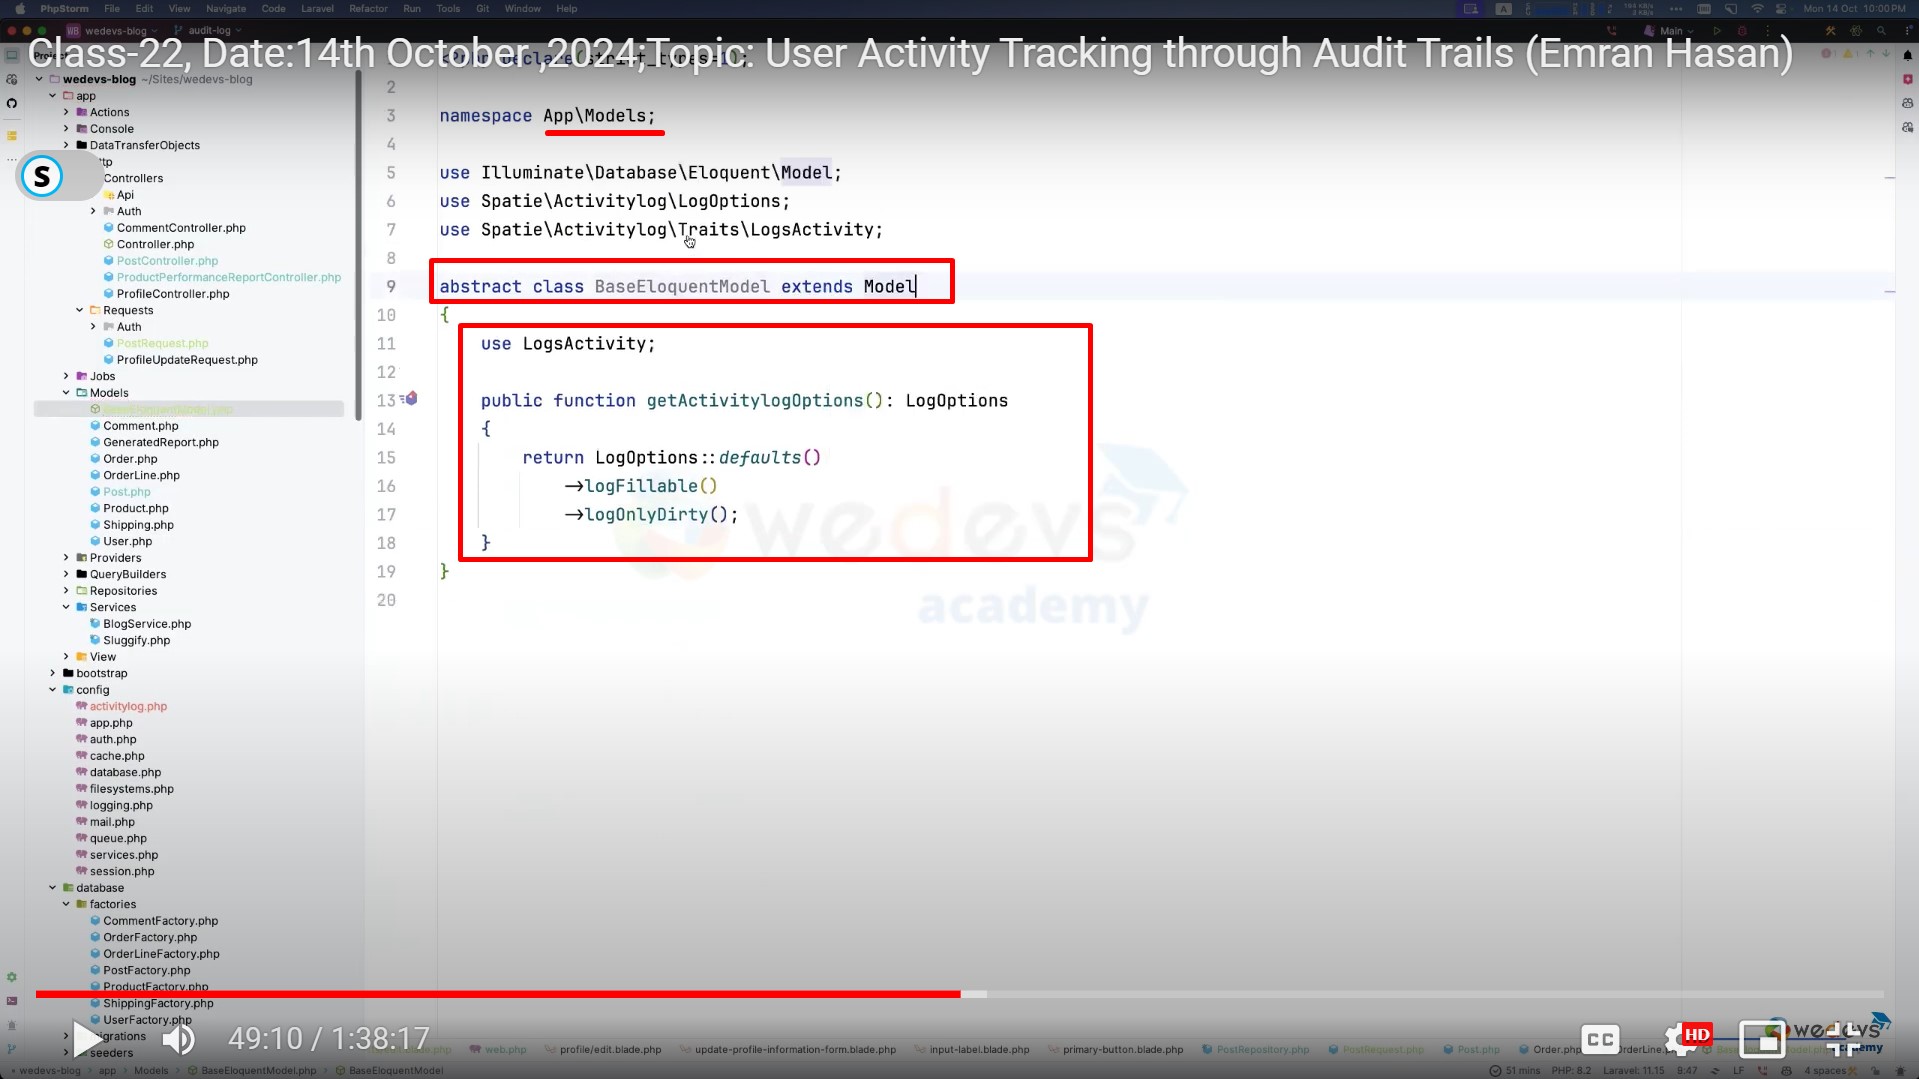 PhpStorm File Edit View Navigate Code Laravel Refactor Run Tools Git Window Help
Mon 14 Oct 10:00 PM
wedevs-blog audit-log Main
Class-22, Date:14th October ,2024,Topic: User Activity Tracking through Audit Trails (Emran Hasan)
wedevs-blog ~/Sites/wedevs-blog
app
Actions
Console
DataTransferObjects
Controllers
Api
Auth
CommentController.php
Controller.php
PostController.php
ProductPerformanceReportController.php
ProfileController.php
Requests
Auth
PostRequest.php
ProfileUpdateRequest.php
Jobs
Models
BaseEloquentModel.php
Comment.php
GeneratedReport.php
Order.php
OrderLine.php
Post.php
Product.php
Shipping.php
User.php
Providers
QueryBuilders
Repositories
Services
BlogService.php
Sluggify.php
View
bootstrap
config
activitylog.php
app.php
auth.php
cache.php
database.php
filesystems.php
logging.php
mail.php
queue.php
services.php
session.php
database
factories
CommentFactory.php
OrderFactory.php
OrderLineFactory.php
PostFactory.php
ProductFactory.php
ShippingFactory.php
UserFactory.php
seeders
S
2
3 namespace App\Models;
4
5 use Illuminate\Database\Eloquent\Model;
6 use Spatie\Activitylog\LogOptions;
7 use Spatie\Activitylog\Traits\LogsActivity;
8
9 abstract class BaseEloquentModel extends Model
10 {
11 use LogsActivity;
12
13 public function getActivitylogOptions(): LogOptions
14 {
15 return LogOptions::defaults()
16 →logFillable()
17 →logOnlyDirty();
18 }
19 }
20
wedevs
academy
49:10 / 1:38:17
CC HD
wedevs
academy
web.php profile/edit.blade.php update-profile-information-form.blade.php input-label.blade.php primary-button.blade.php PostRepository.php PostRequest.php Post.php Order.php
wedevs-blog app Models BaseEloquentModel.php BaseEloquentModel
51 mins PHP: 8.2 Laravel: 11.15 9:47 LF 4 spaces